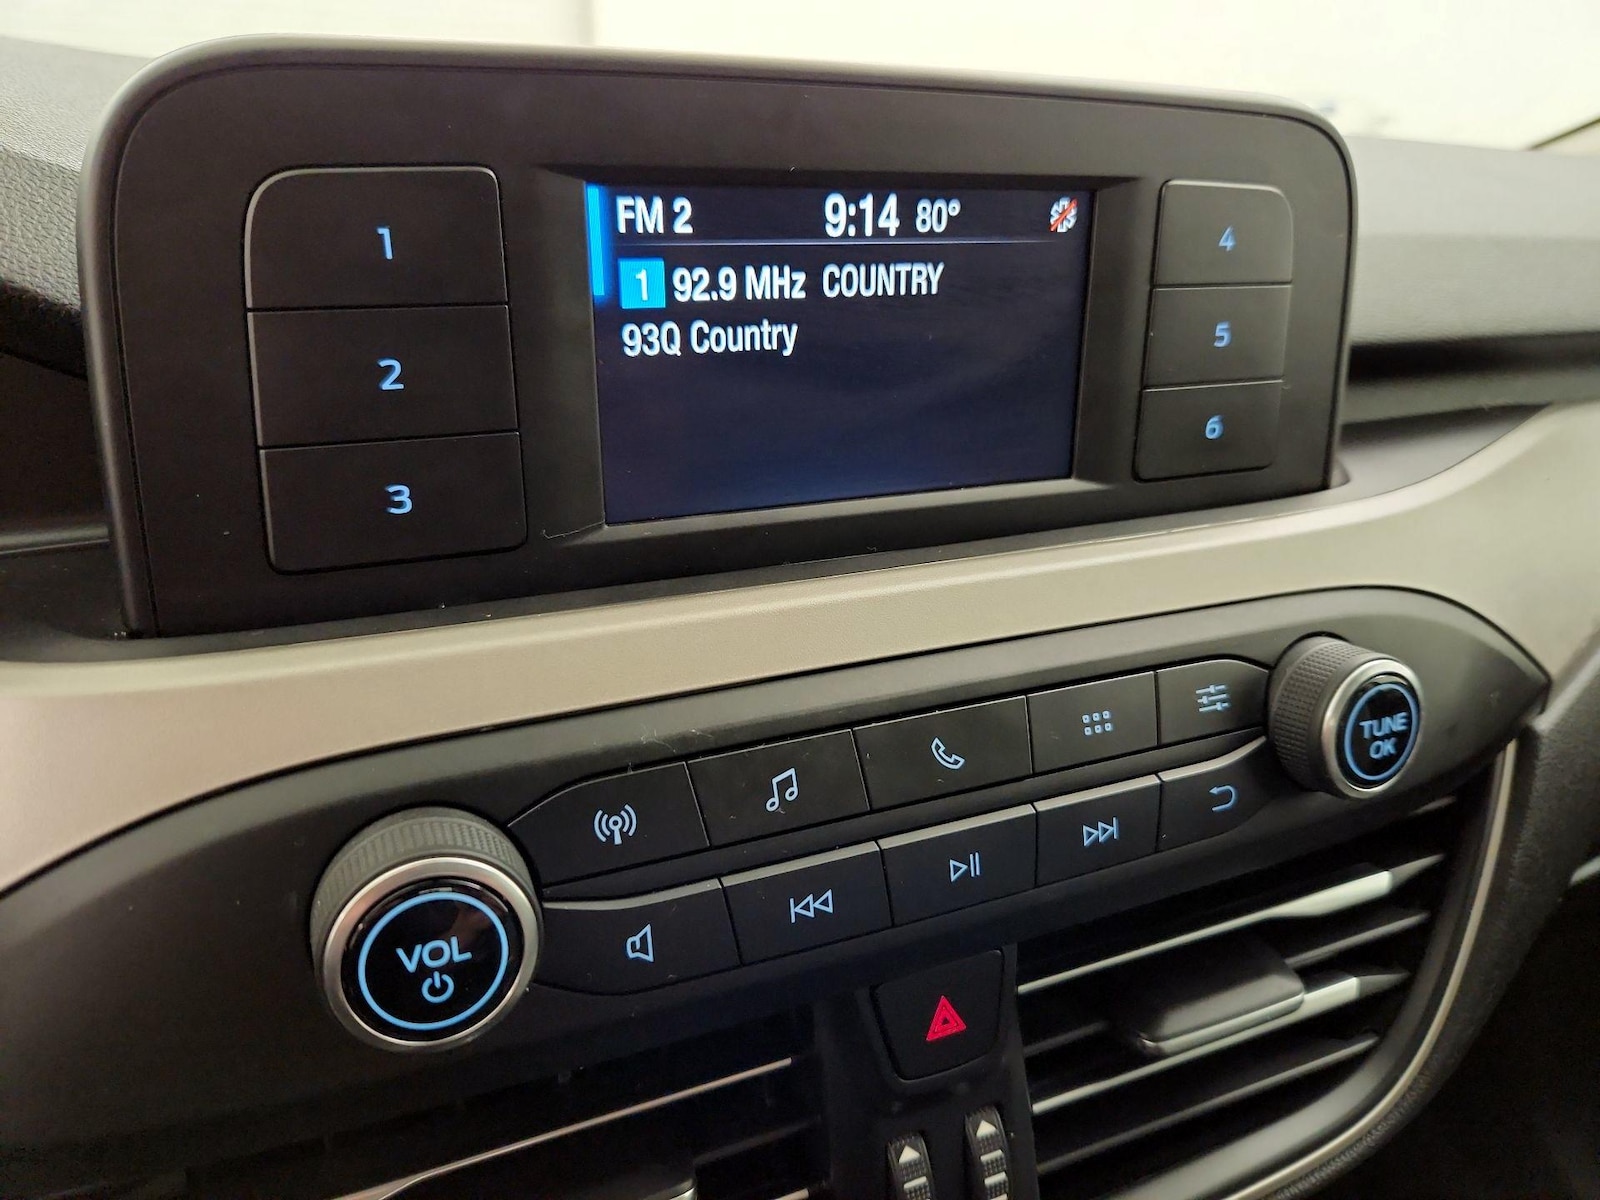 FM 2 9:14 80°
1 92.9 MHz COUNTRY
93Q Country
1
2
3
4
5
6
VOL
TUNE
OK